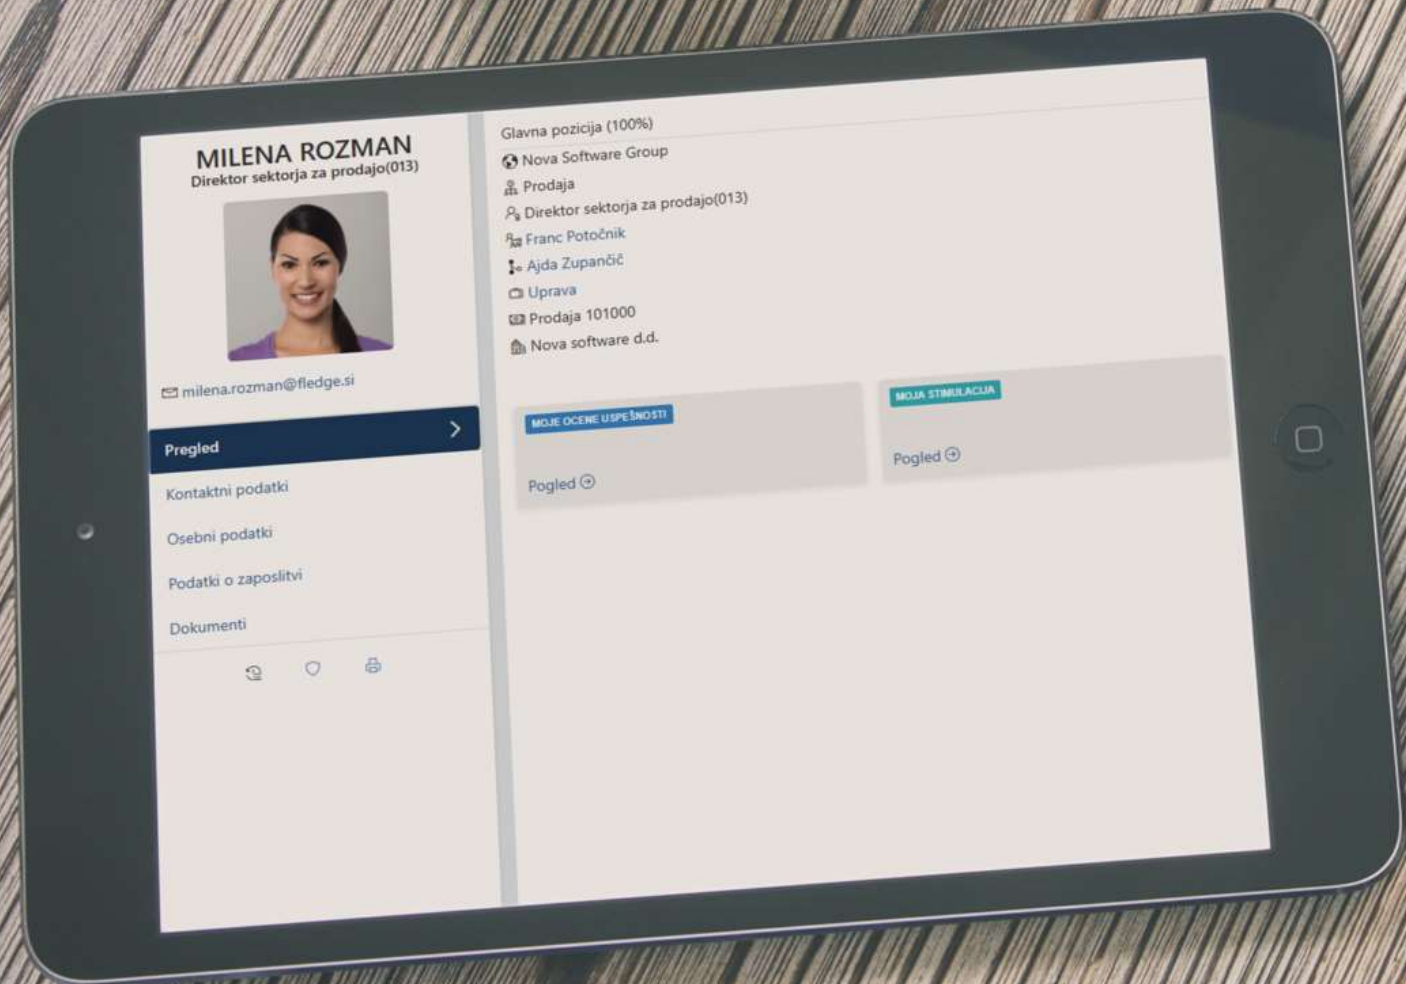 MILENA ROZMAN
Direktor sektorja za prodajo(013)
milena.rozman@fledge.si
Pregled
Kontaktni podatki
Osebni podatki
Podatki o zaposlitvi
Dokumenti
Glavna pozicija (100%)
Nova Software Group
Prodaja
Direktor sektorja za prodajo(013)
Franc Potočnik
Ajda Zupančič
Uprava
Prodaja 101000
Nova software d.d.
MOJE OCENE USPEŠNOSTI
Pogled
MOJA STIMULACIJA
Pogled